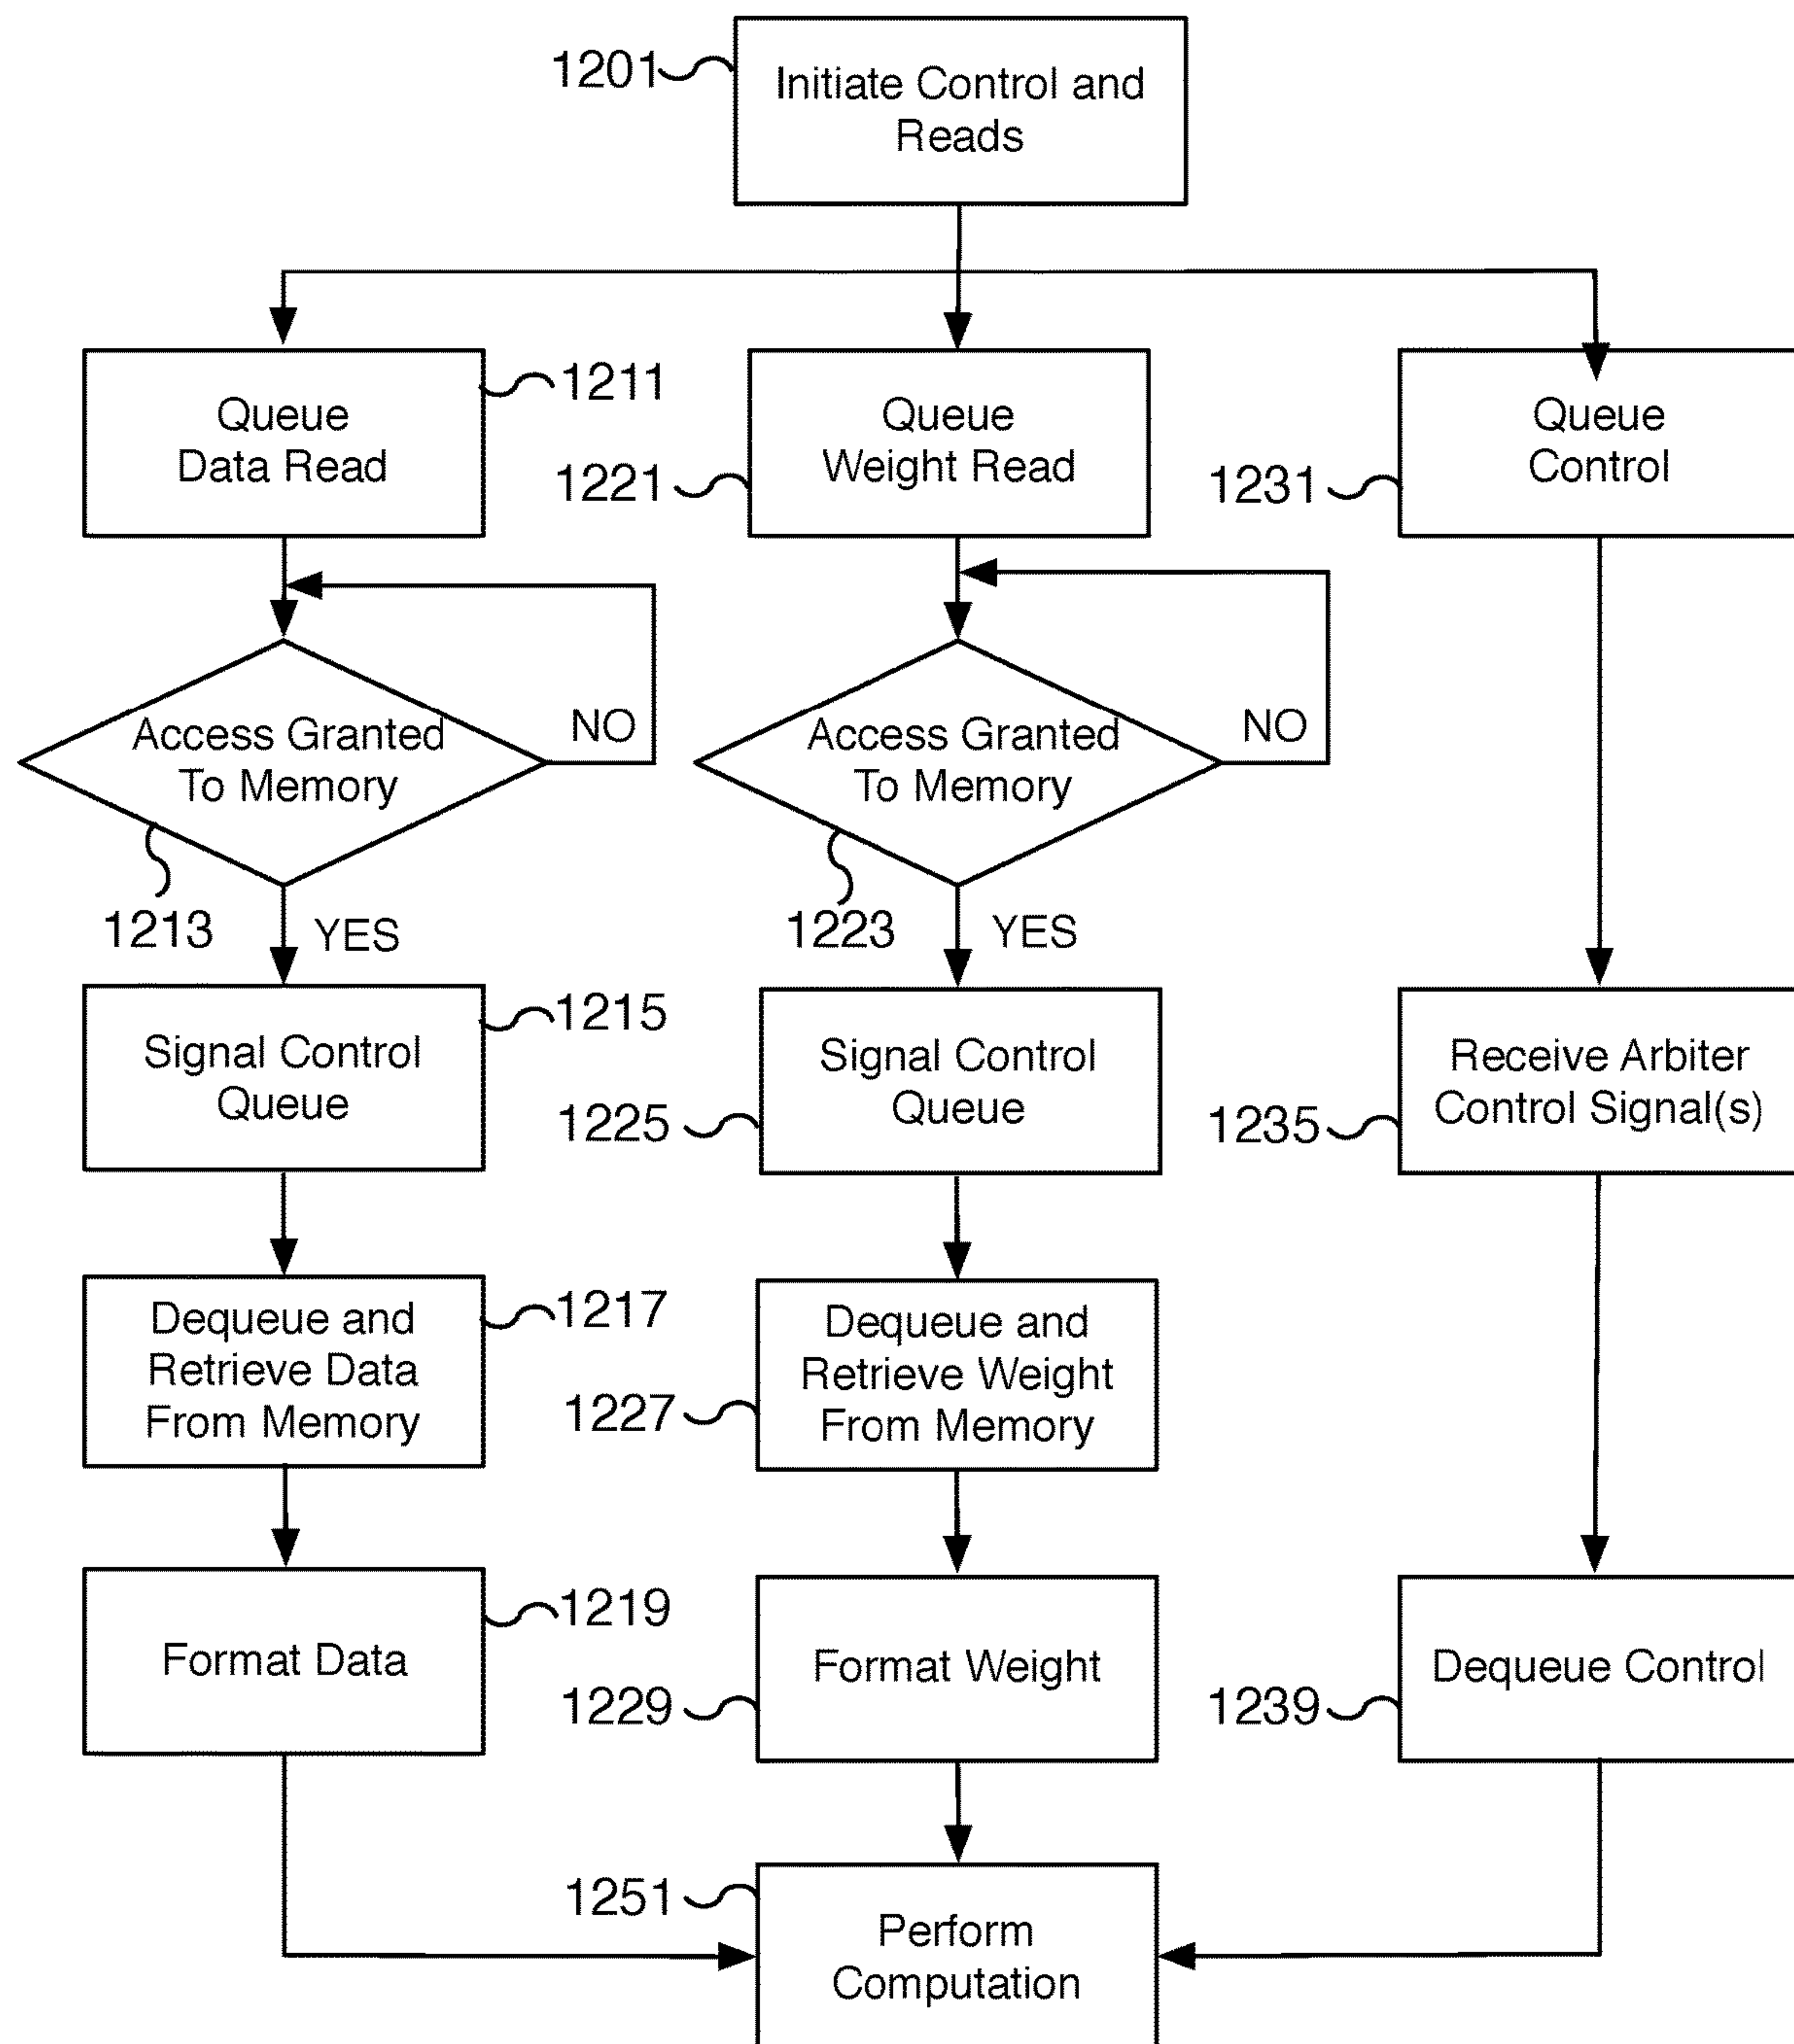 1201
Initiate Control and
Reads
Queue
Data Read
1211
Queue
Weight Read
1221
Queue
Control
1231
Access Granted
To Memory
NO
1213
YES
Access Granted
To Memory
NO
1223
YES
Signal Control
Queue
1215
Signal Control
Queue
1225
Receive Arbiter
Control Signal(s)
1235
Dequeue and
Retrieve Data
From Memory
1217
Dequeue and
Retrieve Weight
From Memory
1227
Format Data
1219
Format Weight
1229
Dequeue Control
1239
1251
Perform
Computation